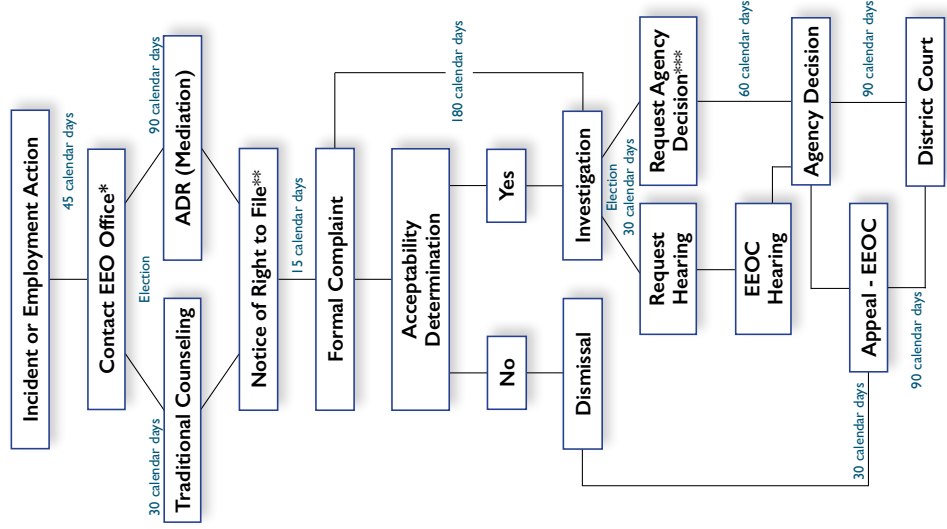 Incident or Employment Action
45 calendar days
Contact EEO Office*
Election
30 calendar days
Traditional Counseling
90 calendar days
ADR (Mediation)
Notice of Right to File**
15 calendar days
Formal Complaint
180 calendar days
Acceptability
Determination
No
Yes
Dismissal
Investigation
Election
30 calendar days
Request
Hearing
Request Agency
Decision***
60 calendar days
EEOC
Hearing
Agency Decision
30 calendar days
Appeal - EEOC
90 calendar days
90 calendar days
District Court